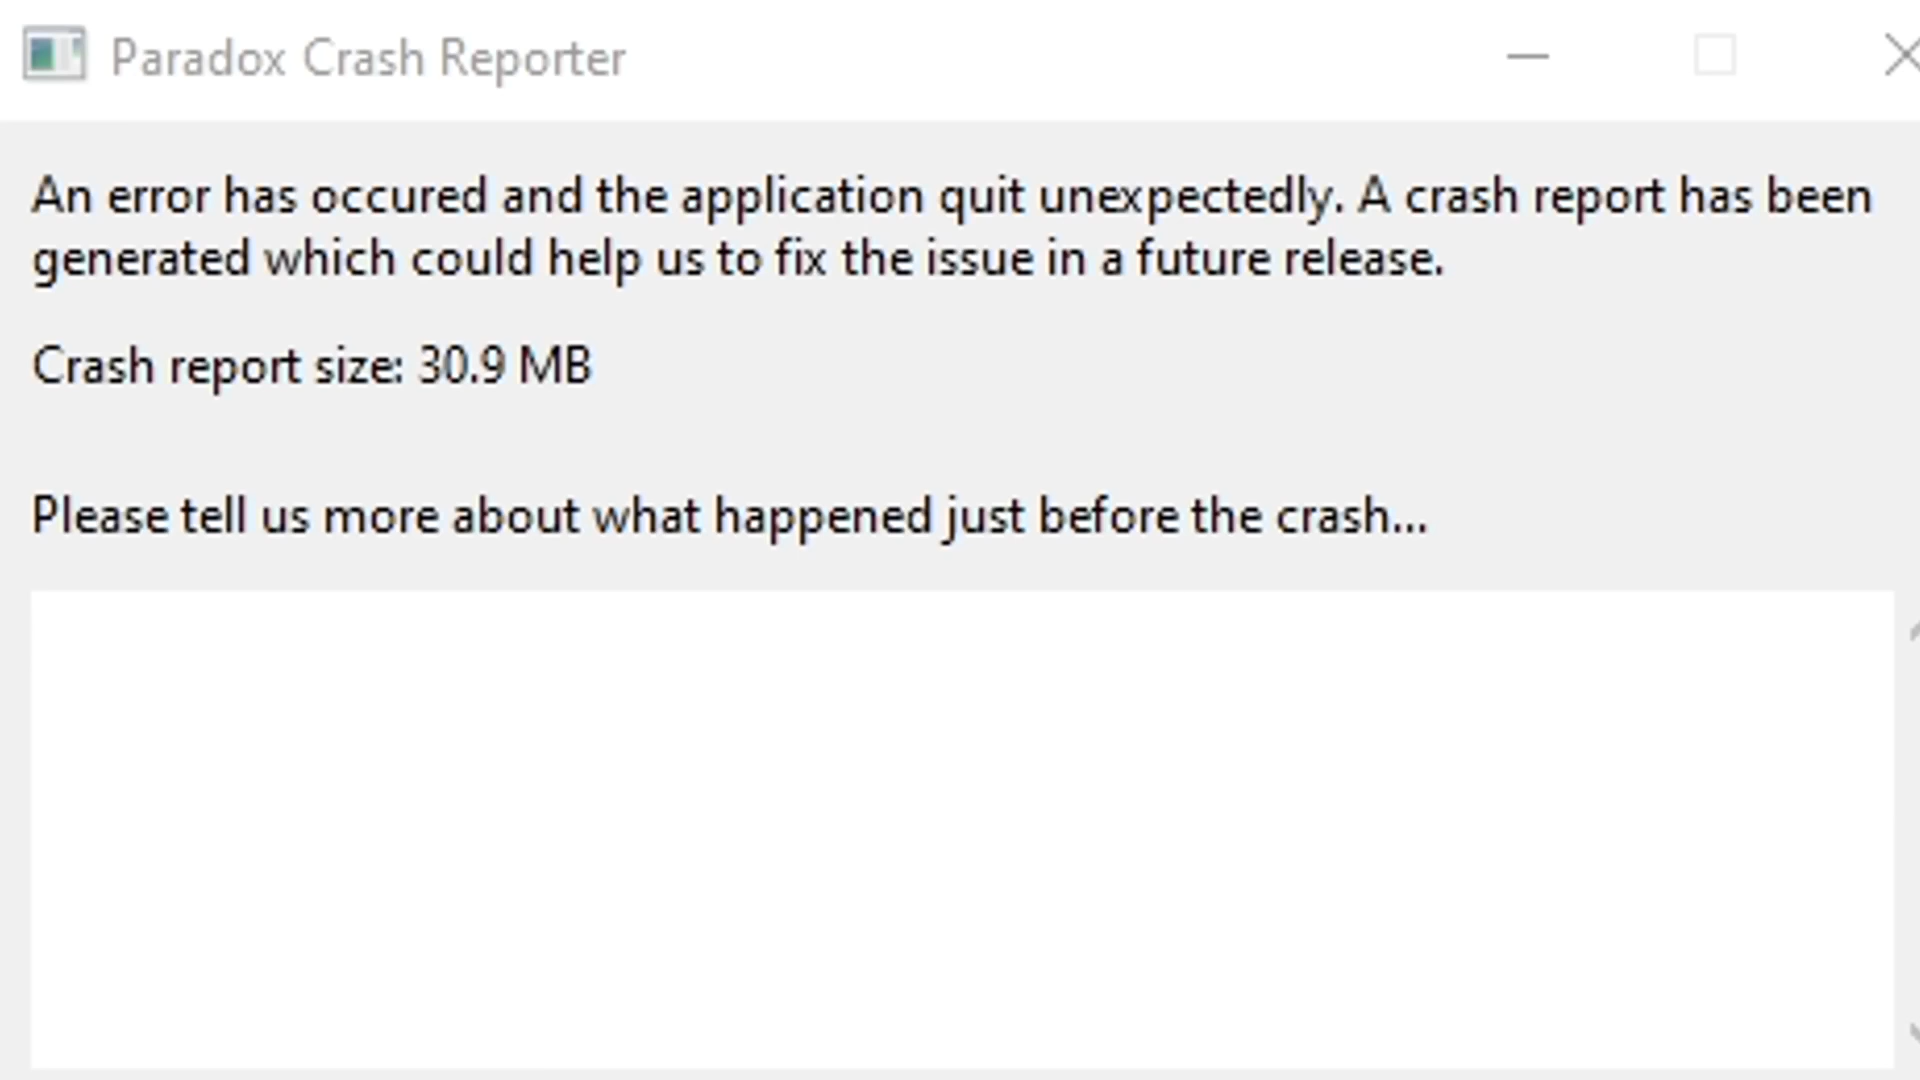 Paradox Crash Reporter
An error has occured and the application quit unexpectedly. A crash report has been
generated which could help us to fix the issue in a future release.
Crash report size: 30.9 MB
Please tell us more about what happened just before the crash...